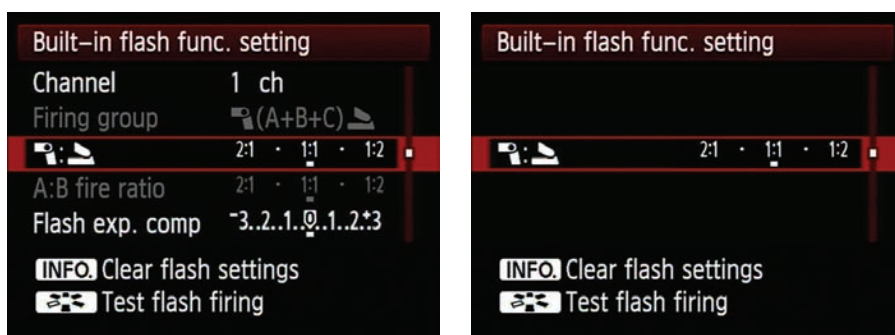 Built-in flash func. setting
Channel 1 ch
Firing group (A+B+C)
: 2:1 · 1:1 · 1:2
A:B fire ratio 2:1 · 1:1 · 1:2
Flash exp. comp -3..2..1..0..1..2.+3
INFO. Clear flash settings
Test flash firing
Built-in flash func. setting
: 2:1 · 1:1 · 1:2
INFO. Clear flash settings
Test flash firing